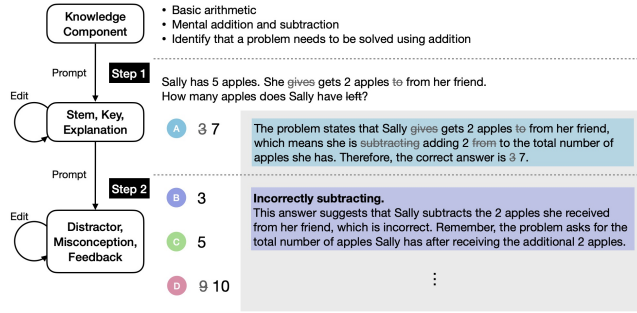 Knowledge
Component
• Basic arithmetic
• Mental addition and subtraction
• Identify that a problem needs to be solved using addition
Prompt
Step 1
Sally has 5 apples. She gives gets 2 apples to from her friend.
How many apples does Sally have left?
Edit
Stem, Key,
Explanation
A
3 7
The problem states that Sally gives gets 2 apples to from her friend,
which means she is subtracting adding 2 from to the total number of
apples she has. Therefore, the correct answer is 3 7.
Prompt
Step 2
Edit
Distractor,
Misconception,
Feedback
B
3
Incorrectly subtracting.
This answer suggests that Sally subtracts the 2 apples she received
from her friend, which is incorrect. Remember, the problem asks for the
total number of apples Sally has after receiving the additional 2 apples.
C
5
D
9 10
⋮